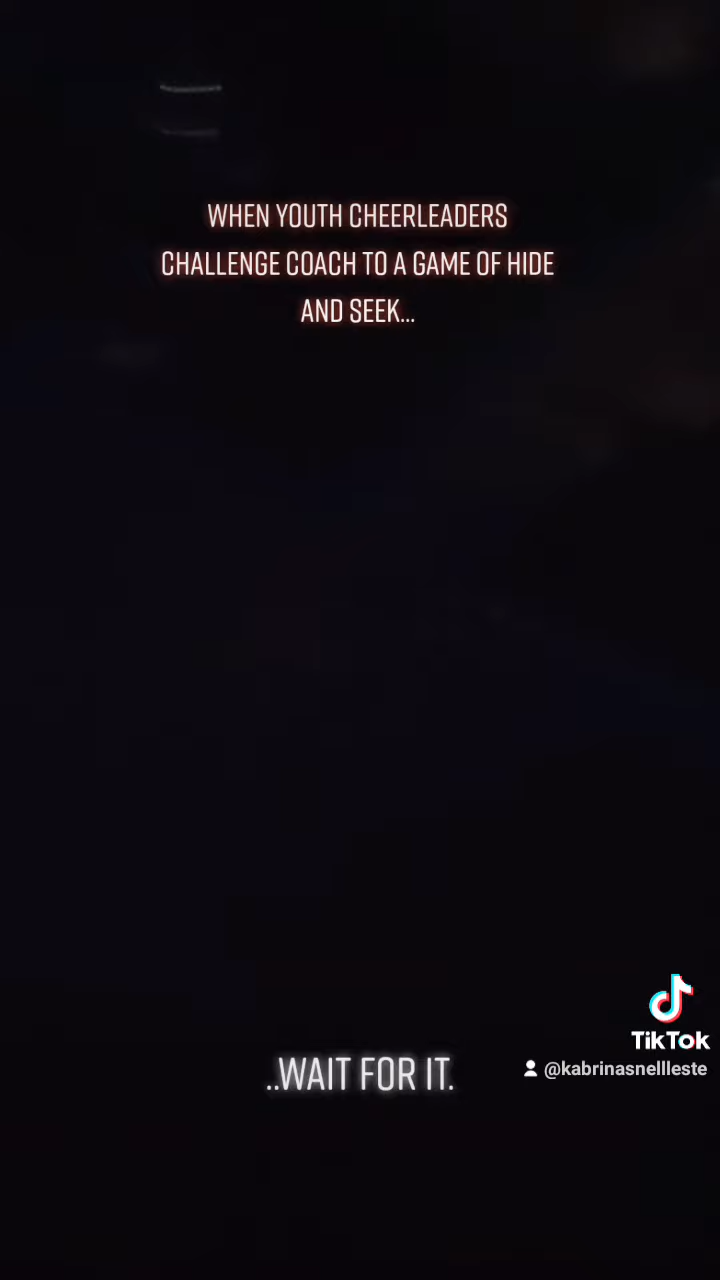 WHEN YOUTH CHEERLEADERS
CHALLENGE COACH TO A GAME OF HIDE
AND SEEK...
TikTok
@kabrinasnellleste
..WAIT FOR IT.